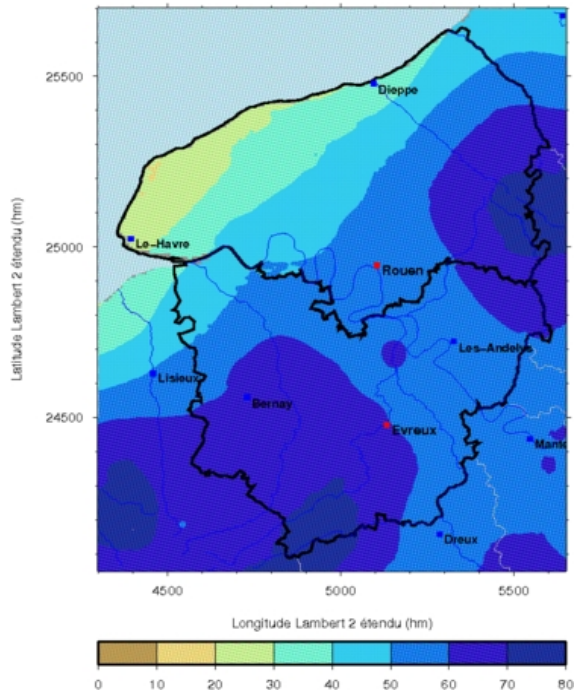 25500
Dieppe
Latitude Lambert 2 étendu (hm)
25000
Le-Havre
Rouen
Les-Andelys
Lisieux
Bernay
24500
Evreux
Dreux
4500 5000 5500
Longitude Lambert 2 étendu (hm)
0 10 20 30 40 50 60 70 80